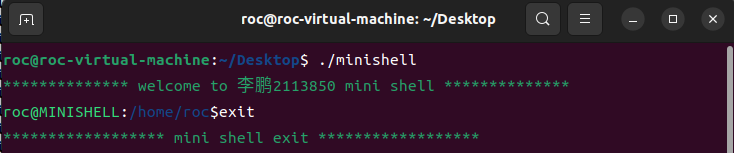 roc@roc-virtual-machine: ~/Desktop
roc@roc-virtual-machine:~/Desktop$ ./minishell
************** welcome to 李鹏2113850 mini shell **************
roc@MINISHELL:/home/roc$exit
****************** mini shell exit ******************